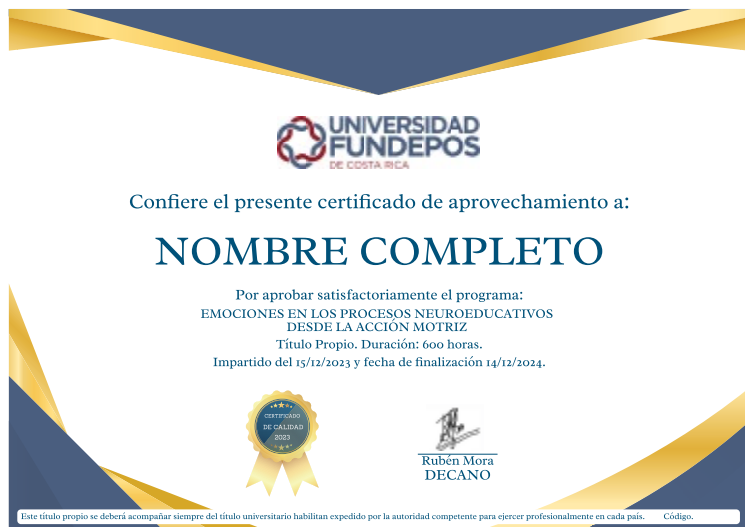 UNIVERSIDAD
FUNDEPOS
DE COSTA RICA
Confiere el presente certificado de aprovechamiento a:
NOMBRE COMPLETO
Por aprobar satisfactoriamente el programa:
EMOCIONES EN LOS PROCESOS NEUROEDUCATIVOS
DESDE LA ACCIÓN MOTRIZ
Título Propio. Duración: 600 horas.
Impartido del 15/12/2023 y fecha de finalización 14/12/2024.
CERTIFICADO
DE CALIDAD
2023
Rubén Mora
DECANO
Este título propio se deberá acompañar siempre del título universitario habilitan expedido por la autoridad competente para ejercer profesionalmente en cada país. Código.